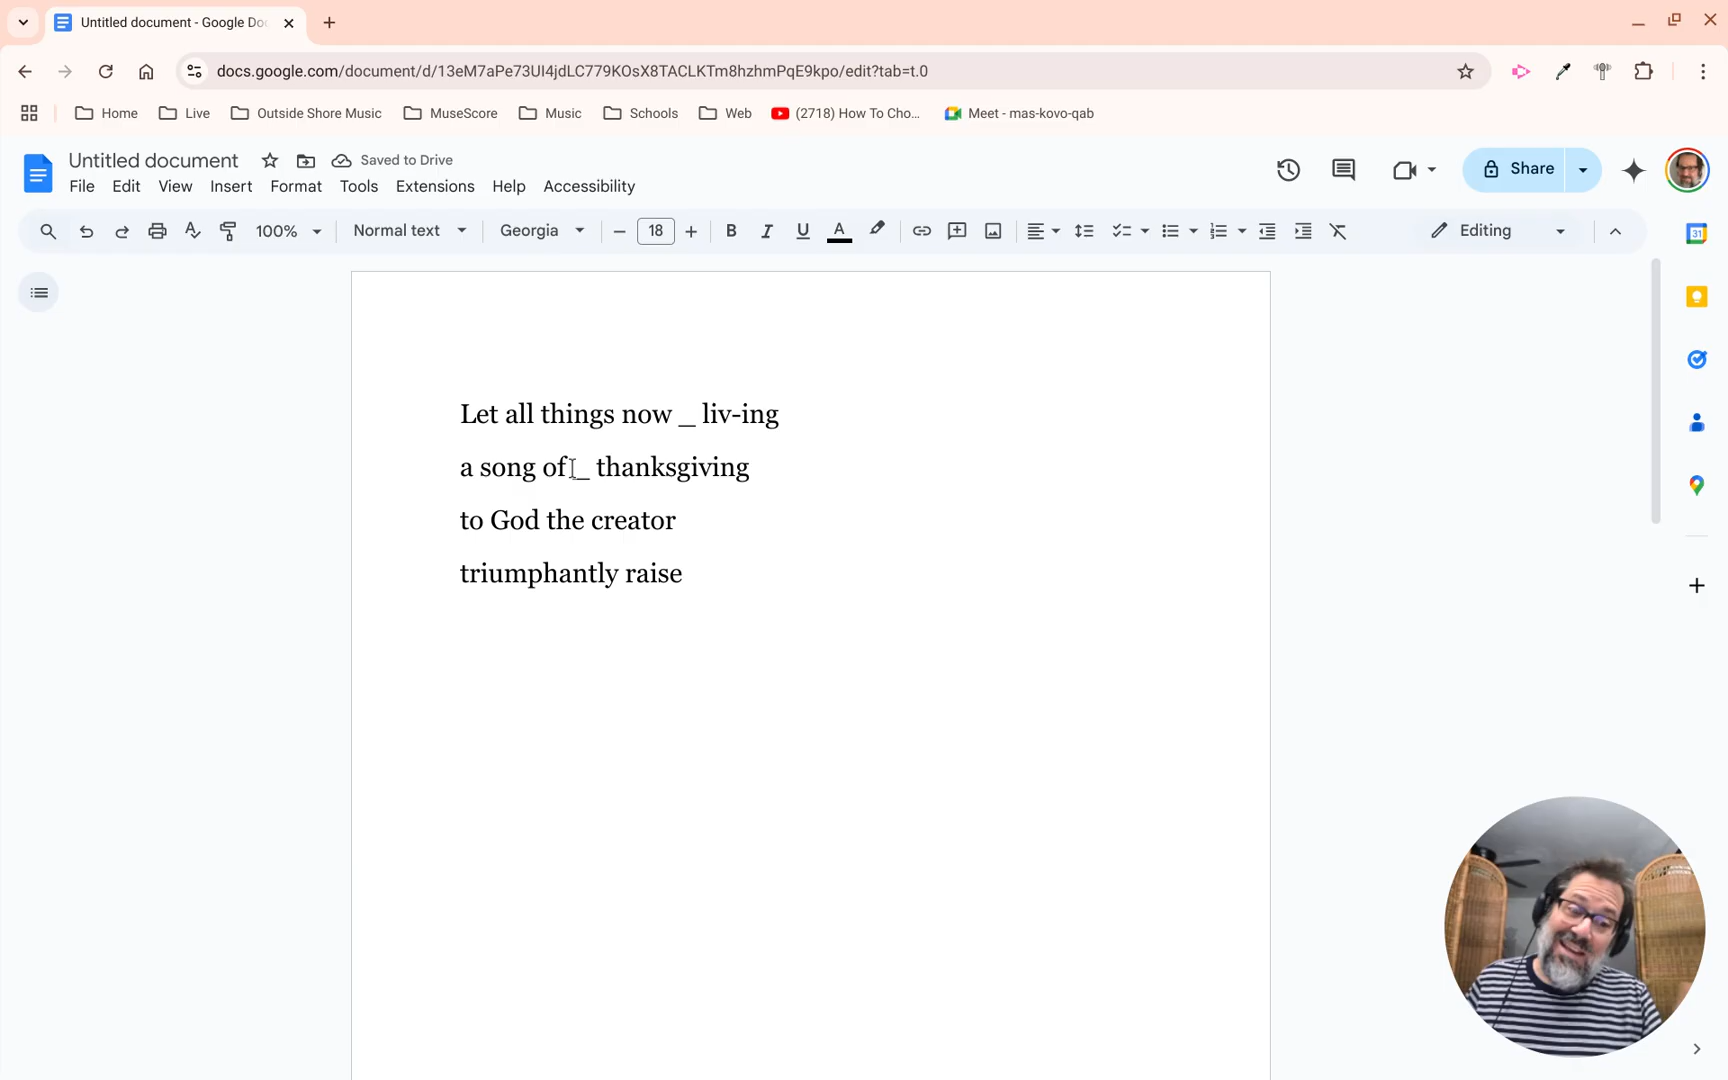 Untitled document - Google Do
docs.google.com/document/d/13eM7aPe73UI4jdLC779KOsX8TACLKTm8hzhmPqE9kpo/edit?tab=t.0
Home Live Outside Shore Music MuseScore Music Schools Web (2718) How To Cho... Meet - mas-kovo-qab
Untitled document Saved to Drive
File Edit View Insert Format Tools Extensions Help Accessibility
Share
100% Normal text Georgia 18 B I U A Editing
31
Let all things now _ liv-ing
a song of _ thanksgiving
to God the creator
triumphantly raise